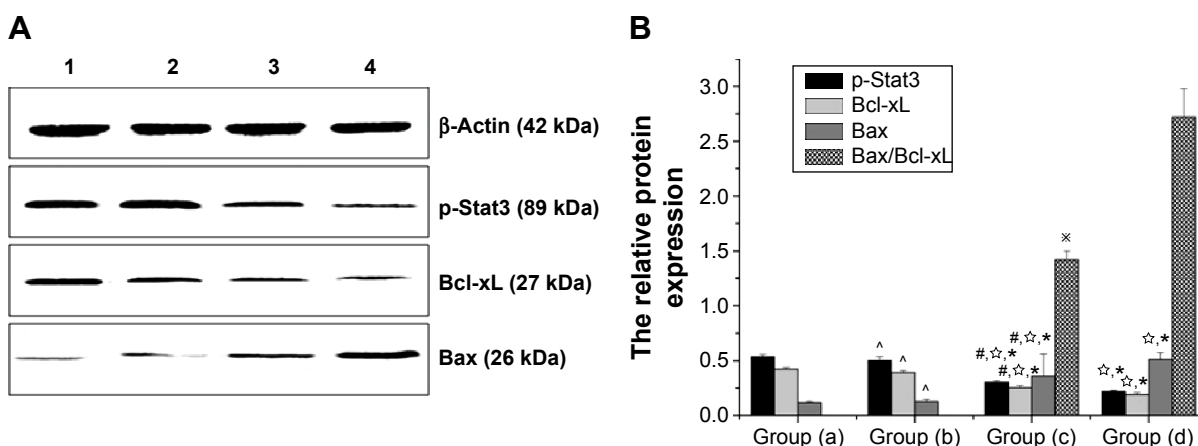 A
1 2 3 4
β-Actin (42 kDa)
p-Stat3 (89 kDa)
Bcl-xL (27 kDa)
Bax (26 kDa)
B
The relative protein
expression
3.0
2.5
2.0
1.5
1.0
0.5
0.0
p-Stat3
Bcl-xL
Bax
Bax/Bcl-xL
^
^
^
#,☆,*
#,☆,*
※
☆,*
☆,*
☆,*
Group (a) Group (b) Group (c) Group (d)